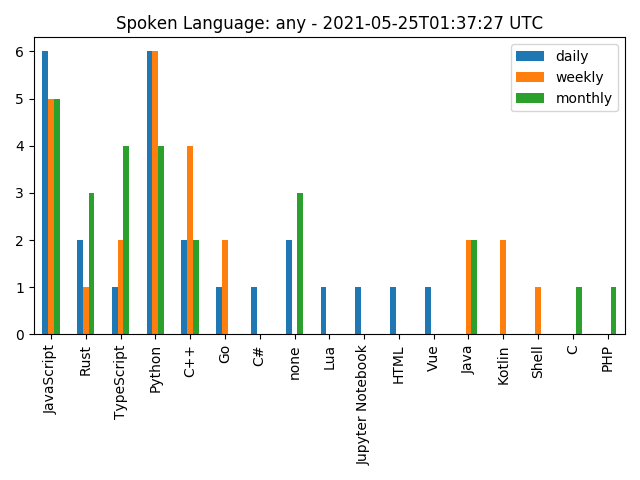 Spoken Language: any - 2021-05-25T01:37:27 UTC
daily
weekly
monthly
6
5
4
3
2
1
0
JavaScript
Rust
TypeScript
Python
C++
Go
C#
none
Lua
Jupyter Notebook
HTML
Vue
Java
Kotlin
Shell
C
PHP